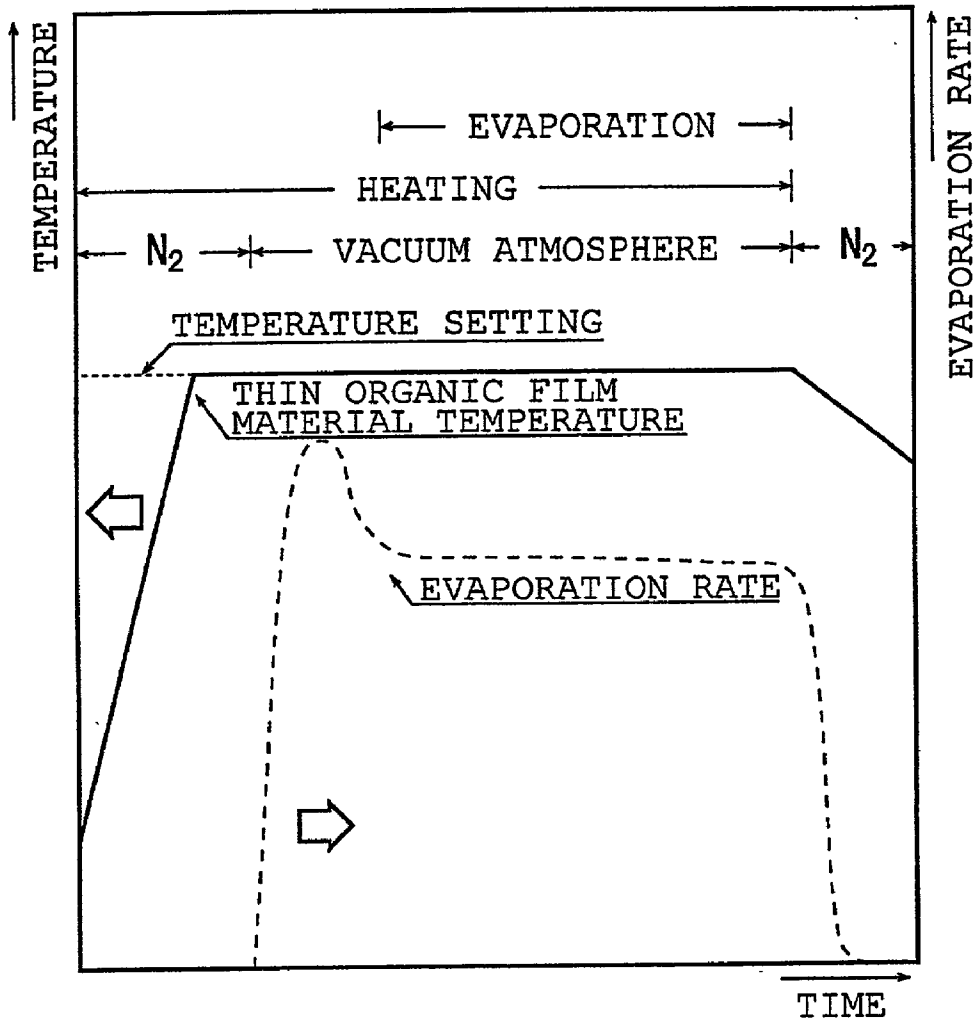 TEMPERATURE
EVAPORATION RATE
EVAPORATION
HEATING
N₂ VACUUM ATMOSPHERE N₂
TEMPERATURE SETTING
THIN ORGANIC FILM
MATERIAL TEMPERATURE
EVAPORATION RATE
TIME